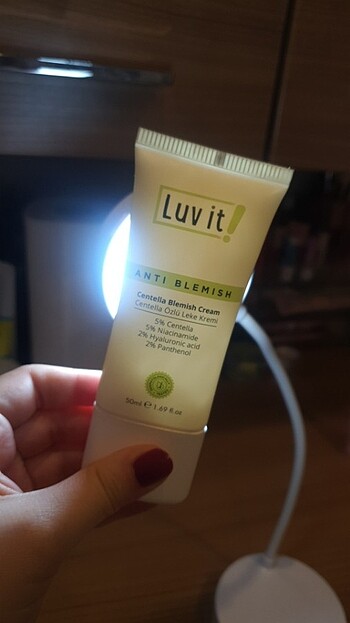 Luv it!
ANTI BLEMISH
Centella Blemish Cream
Centella Özlü Leke Kremi
5% Centella
5% Niacinamide
2% Hyaluronic acid
2% Panthenol
50ml ℮ 1.69 fl.oz